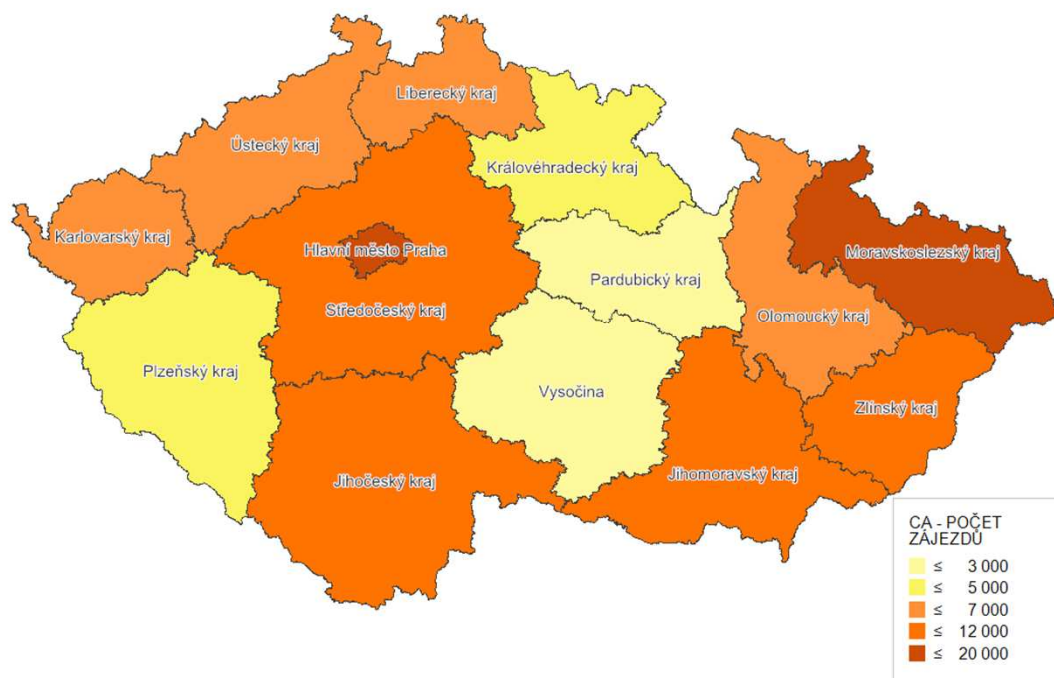 Liberecký kraj
Ústecký kraj
Královéhradecký kraj
Karlovarský kraj
Hlavní město Praha
Moravskoslezský kraj
Pardubický kraj
Středočeský kraj
Olomoucký kraj
Plzeňský kraj
Vysočina
Zlínský kraj
Jihočeský kraj
Jihomoravský kraj
CA - POČET
ZÁJEZDŮ
≤ 3 000
≤ 5 000
≤ 7 000
≤ 12 000
≤ 20 000